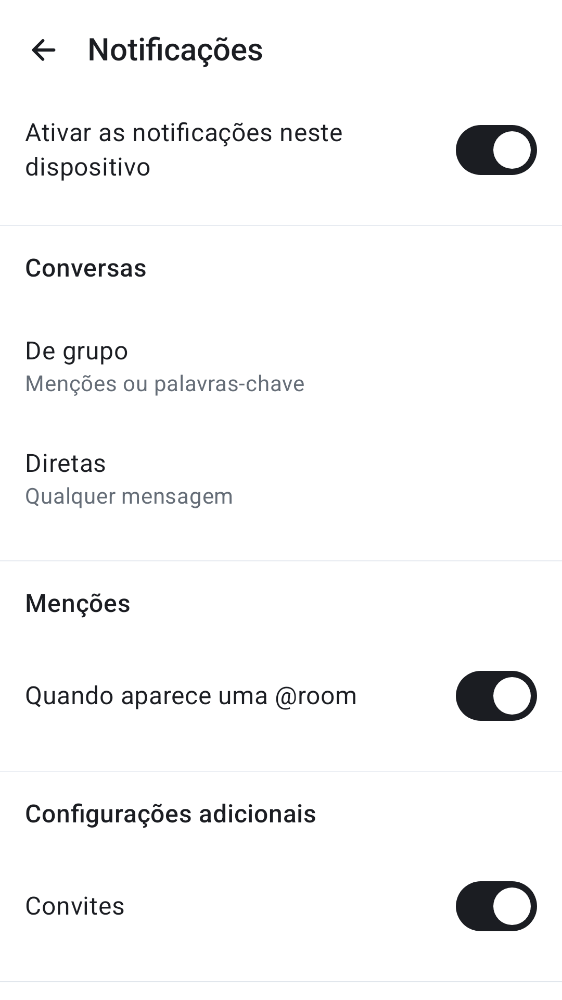 Notificações
Ativar as notificações neste
dispositivo
Conversas
De grupo
Menções ou palavras-chave
Diretas
Qualquer mensagem
Menções
Quando aparece uma @room
Configurações adicionais
Convites